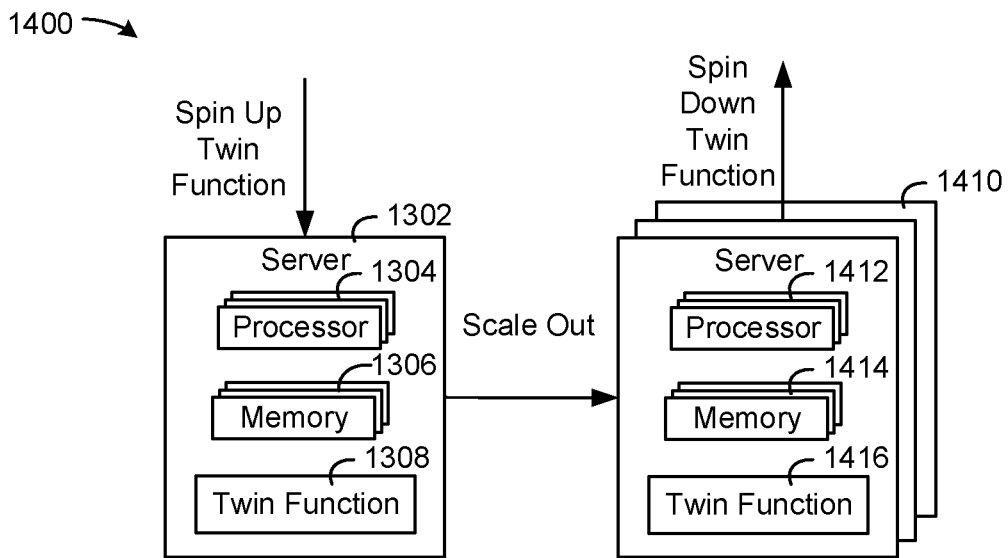 1400
Spin Up
Twin
Function
Spin
Down
Twin
Function
1302
Server
1304
Processor
1306
Memory
1308
Twin Function
Scale Out
1410
Server
1412
Processor
1414
Memory
1416
Twin Function